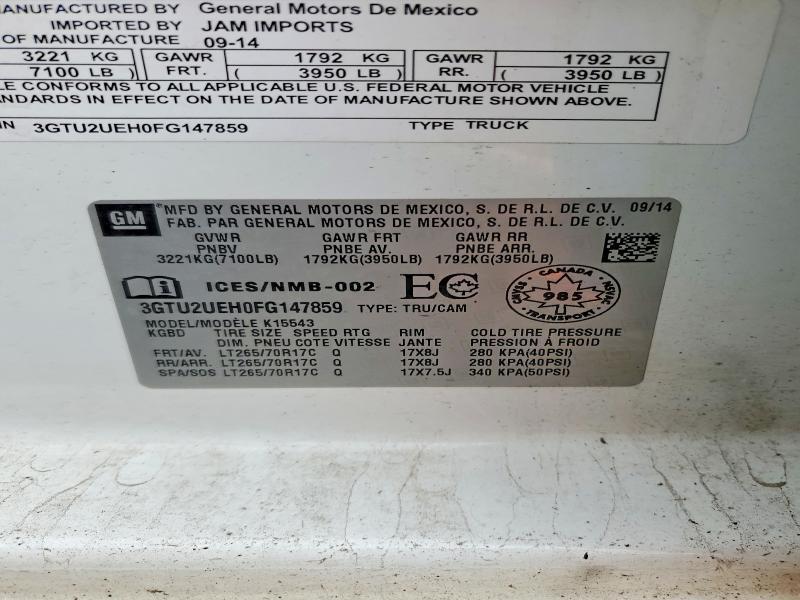 MANUFACTURED BY General Motors De Mexico
IMPORTED BY JAM IMPORTS
OF MANUFACTURE 09-14
3221 KG GAWR 1792 KG GAWR 1792 KG
7100 LB ) FRT. ( 3950 LB ) RR. ( 3950 LB )
LE CONFORMS TO ALL APPLICABLE U.S. FEDERAL MOTOR VEHICLE
NDARDS IN EFFECT ON THE DATE OF MANUFACTURE SHOWN ABOVE.
IN 3GTU2UEH0FG147859 TYPE TRUCK
GM MFD BY GENERAL MOTORS DE MEXICO, S. DE R.L. DE C.V. 09/14
FAB. PAR GENERAL MOTORS DE MEXICO, S. DE R.L. DE C.V.
GVWR GAWR FRT GAWR RR
PNBV PNBE AV. PNBE ARR.
3221KG(7100LB) 1792KG(3950LB) 1792KG(3950LB)
ICES/NMB-002 EC
CANADA
985
TRANSPORT
3GTU2UEH0FG147859 TYPE: TRU/CAM
MODEL/MODÈLE K15543
KGBD TIRE SIZE SPEED RTG RIM COLD TIRE PRESSURE
DIM. PNEU COTE VITESSE JANTE PRESSION À FROID
FRT/AV. LT265/70R17C Q 17X8J 280 KPA(40PSI)
RR/ARR. LT265/70R17C Q 17X8J 280 KPA(40PSI)
SPA/SOS LT265/70R17C Q 17X7.5J 340 KPA(50PSI)